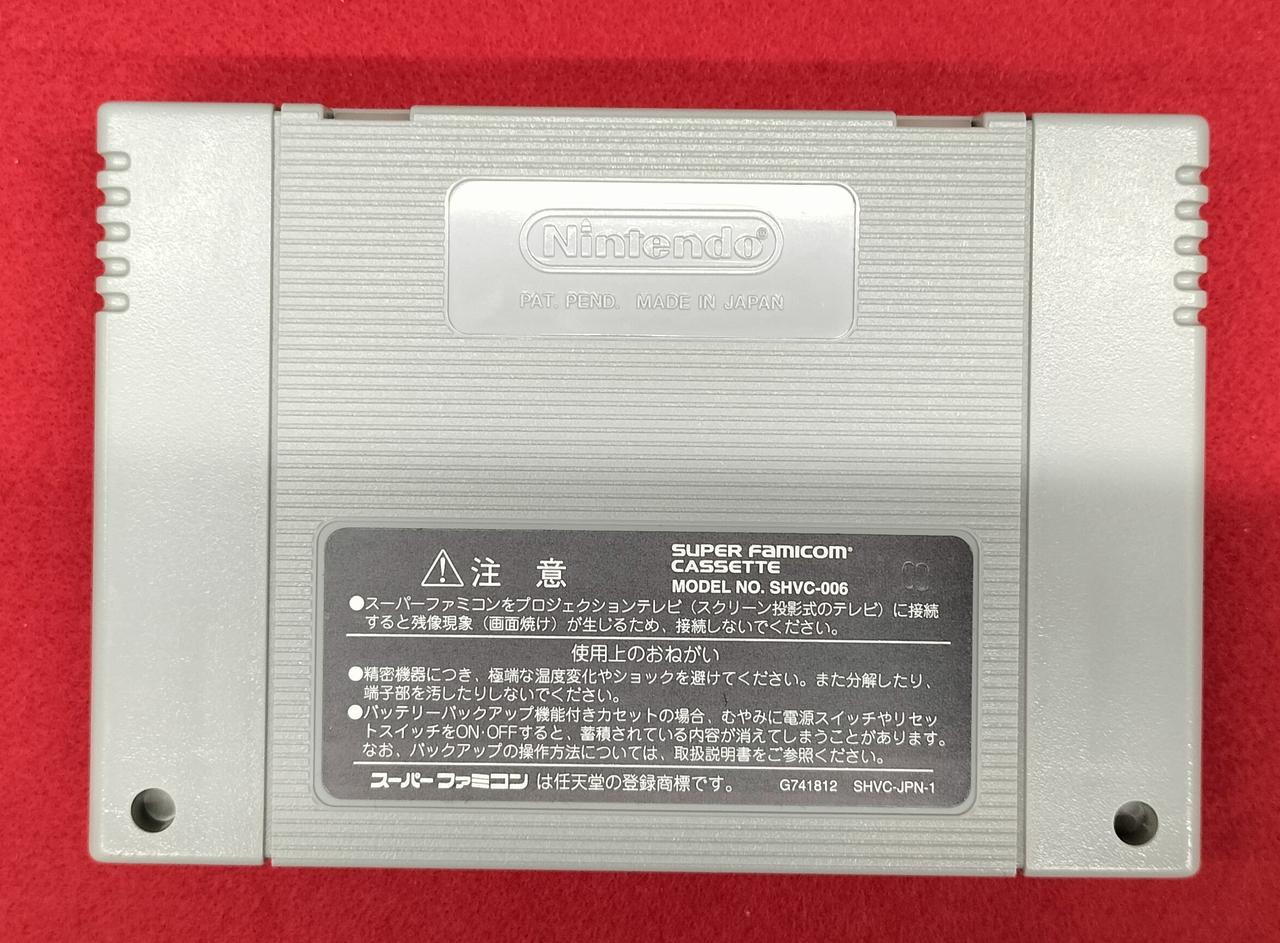 Nintendo®
PAT. PEND. MADE IN JAPAN
注 意
SUPER FAMICOM®
CASSETTE
MODEL NO. SHVC-006
●スーパーファミコンをプロジェクションテレビ（スクリーン投影式のテレビ）に接続
すると残像現象（画面焼け）が生じるため、接続しないでください。
使用上のおねがい
●精密機器につき、極端な温度変化やショックを避けてください。また分解したり、
端子部を汚したりしないでください。
●バッテリーバックアップ機能付きカセットの場合、むやみに電源スイッチやリセッ
トスイッチをON·OFFすると、蓄積されている内容が消えてしまうことがあります。
なお、バックアップの操作方法については、取扱説明書をご参照ください。
スーパーファミコン は任天堂の登録商標です。 G741812 SHVC-JPN-1